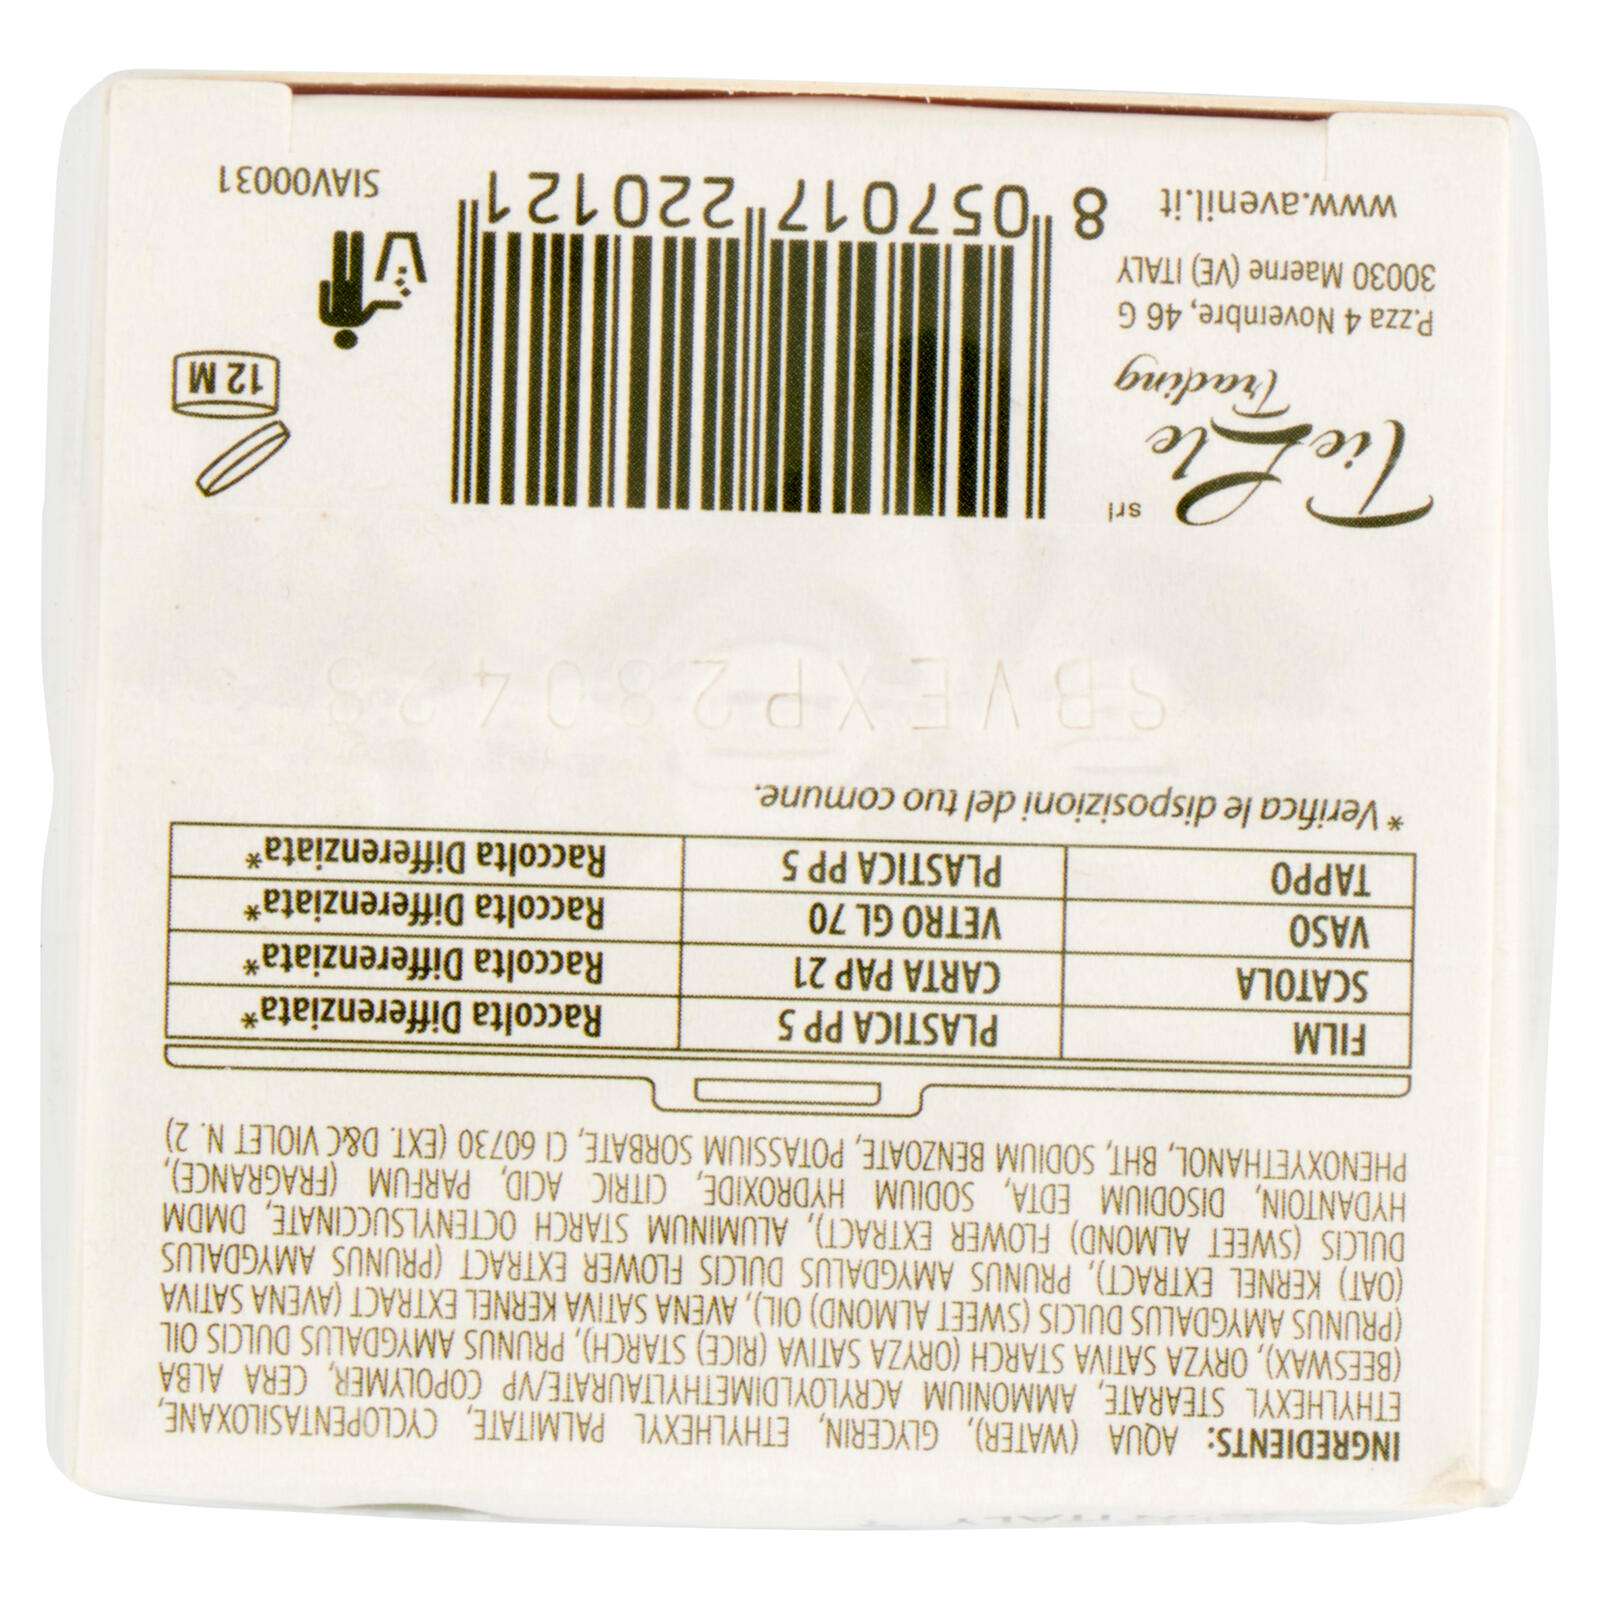 INGREDIENTS: AQUA (WATER), GLYCERIN, ETHYLHEXYL PALMITATE, CYCLOPENTASILOXANE,
ETHYLHEXYL STEARATE, AMMONIUM ACRYLOYLDIMETHYLTAURATE/VP COPOLYMER, CERA ALBA
(BEESWAX), ORYZA SATIVA STARCH (ORYZA SATIVA (RICE) STARCH), PRUNUS AMYGDALUS DULCIS OIL
(PRUNUS AMYGDALUS DULCIS (SWEET ALMOND) OIL), AVENA SATIVA KERNEL EXTRACT (AVENA SATIVA
(OAT) KERNEL EXTRACT), PRUNUS AMYGDALUS DULCIS FLOWER EXTRACT (PRUNUS AMYGDALUS
DULCIS (SWEET ALMOND) FLOWER EXTRACT), ALUMINUM STARCH OCTENYLSUCCINATE, DMDM
HYDANTOIN, DISODIUM EDTA, SODIUM HYDROXIDE, CITRIC ACID, PARFUM (FRAGRANCE),
PHENOXYETHANOL, BHT, SODIUM BENZOATE, POTASSIUM SORBATE, CI 60730 (EXT. D&C VIOLET N. 2)
FILM PLASTICA PP 5 Raccolta Differenziata*
SCATOLA CARTA PAP 21 Raccolta Differenziata*
VASO VETRO GL 70 Raccolta Differenziata*
TAPPO PLASTICA PP 5 Raccolta Differenziata*
* Verifica le disposizioni del tuo comune.
TieLle srl
Trading
P.zza 4 Novembre, 46 G
30030 Maerne (VE) ITALY
www.avenil.it
8 057017 220121
12 M
SIAV00031